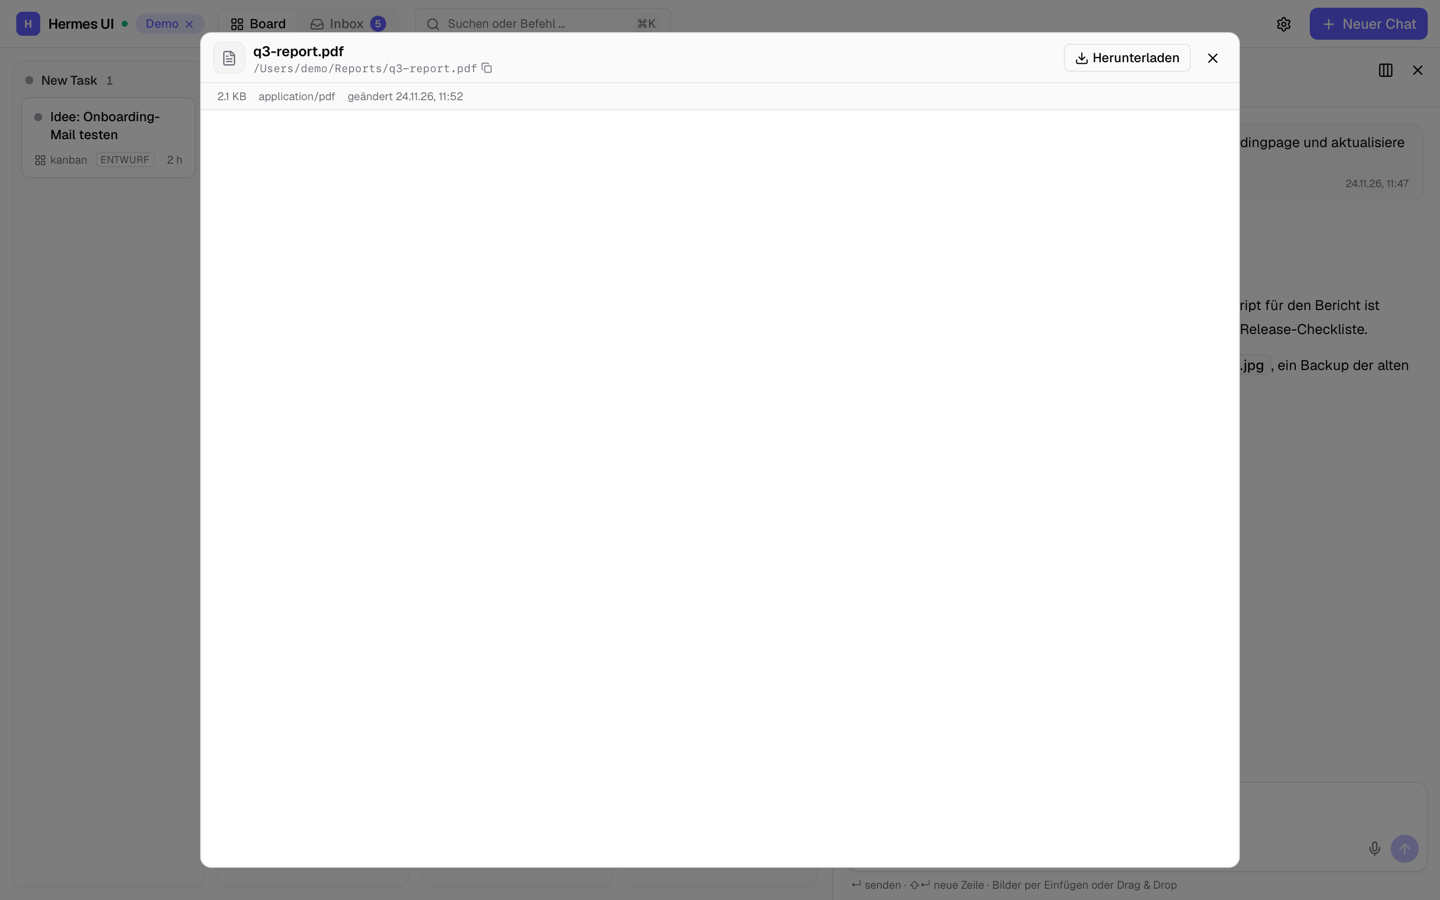 H Hermes UI Demo Board Inbox 5 Suchen oder Befehl ... ⌘K Neuer Chat
q3-report.pdf
/Users/demo/Reports/q3-report.pdf
Herunterladen
2.1 KB application/pdf geändert 24.11.26, 11:52
New Task 1
Idee: Onboarding-
Mail testen
kanban ENTWURF 2 h
dingpage und aktualisiere
24.11.26, 11:47
ript für den Bericht ist
Release-Checkliste.
.jpg , ein Backup der alten
↵ senden · ⇧↵ neue Zeile · Bilder per Einfügen oder Drag & Drop